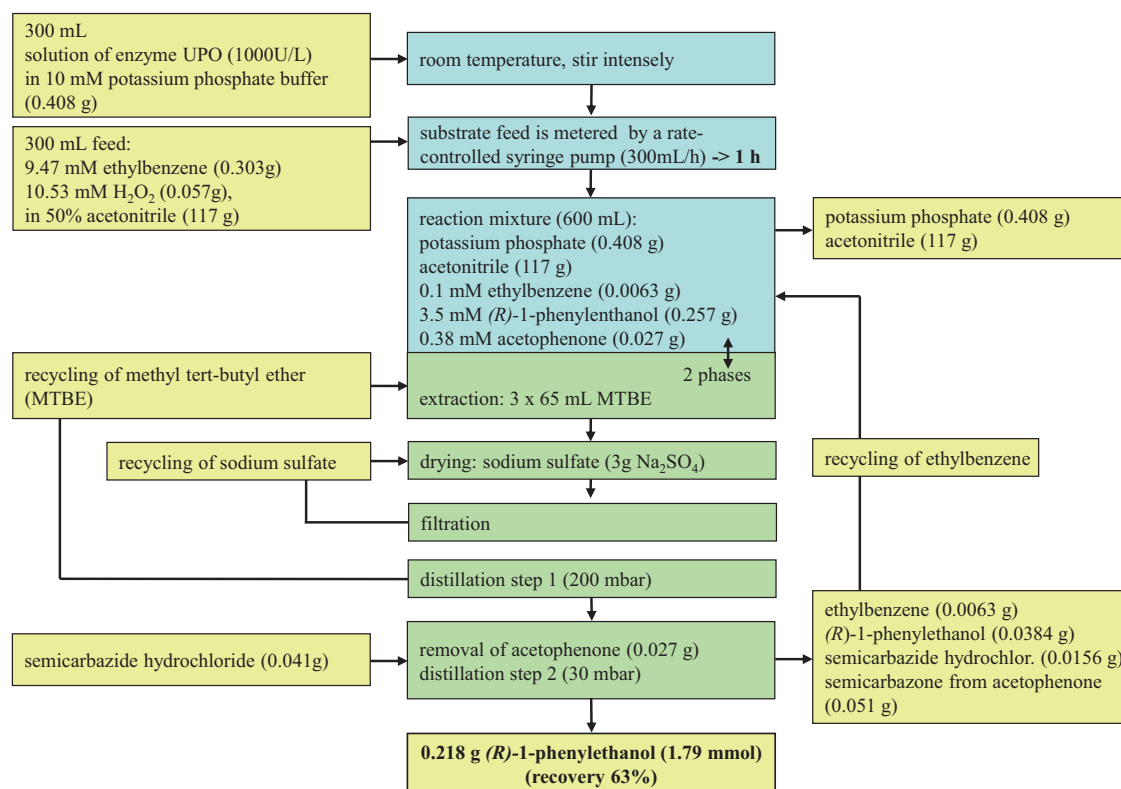 300 mL
solution of enzyme UPO (1000U/L)
in 10 mM potassium phosphate buffer
(0.408 g)
room temperature, stir intensely
300 mL feed:
9.47 mM ethylbenzene (0.303g)
10.53 mM H₂O₂ (0.057g),
in 50% acetonitrile (117 g)
substrate feed is metered by a rate-
controlled syringe pump (300mL/h) -> 1 h
reaction mixture (600 mL):
potassium phosphate (0.408 g)
acetonitrile (117 g)
0.1 mM ethylbenzene (0.0063 g)
3.5 mM (R)-1-phenylenthanol (0.257 g)
0.38 mM acetophenone (0.027 g)
potassium phosphate (0.408 g)
acetonitrile (117 g)
2 phases
extraction: 3 x 65 mL MTBE
recycling of methyl tert-butyl ether
(MTBE)
recycling of sodium sulfate
drying: sodium sulfate (3g Na₂SO₄)
recycling of ethylbenzene
filtration
distillation step 1 (200 mbar)
semicarbazide hydrochloride (0.041g)
removal of acetophenone (0.027 g)
distillation step 2 (30 mbar)
ethylbenzene (0.0063 g)
(R)-1-phenylethanol (0.0384 g)
semicarbazide hydrochlor. (0.0156 g)
semicarbazone from acetophenone
(0.051 g)
0.218 g (R)-1-phenylethanol (1.79 mmol)
(recovery 63%)